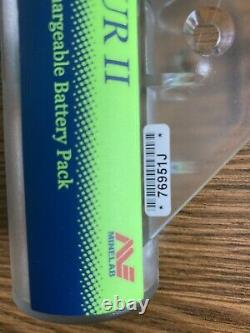 UR II
hargeable Battery Pack
*76951J*
MINELAB